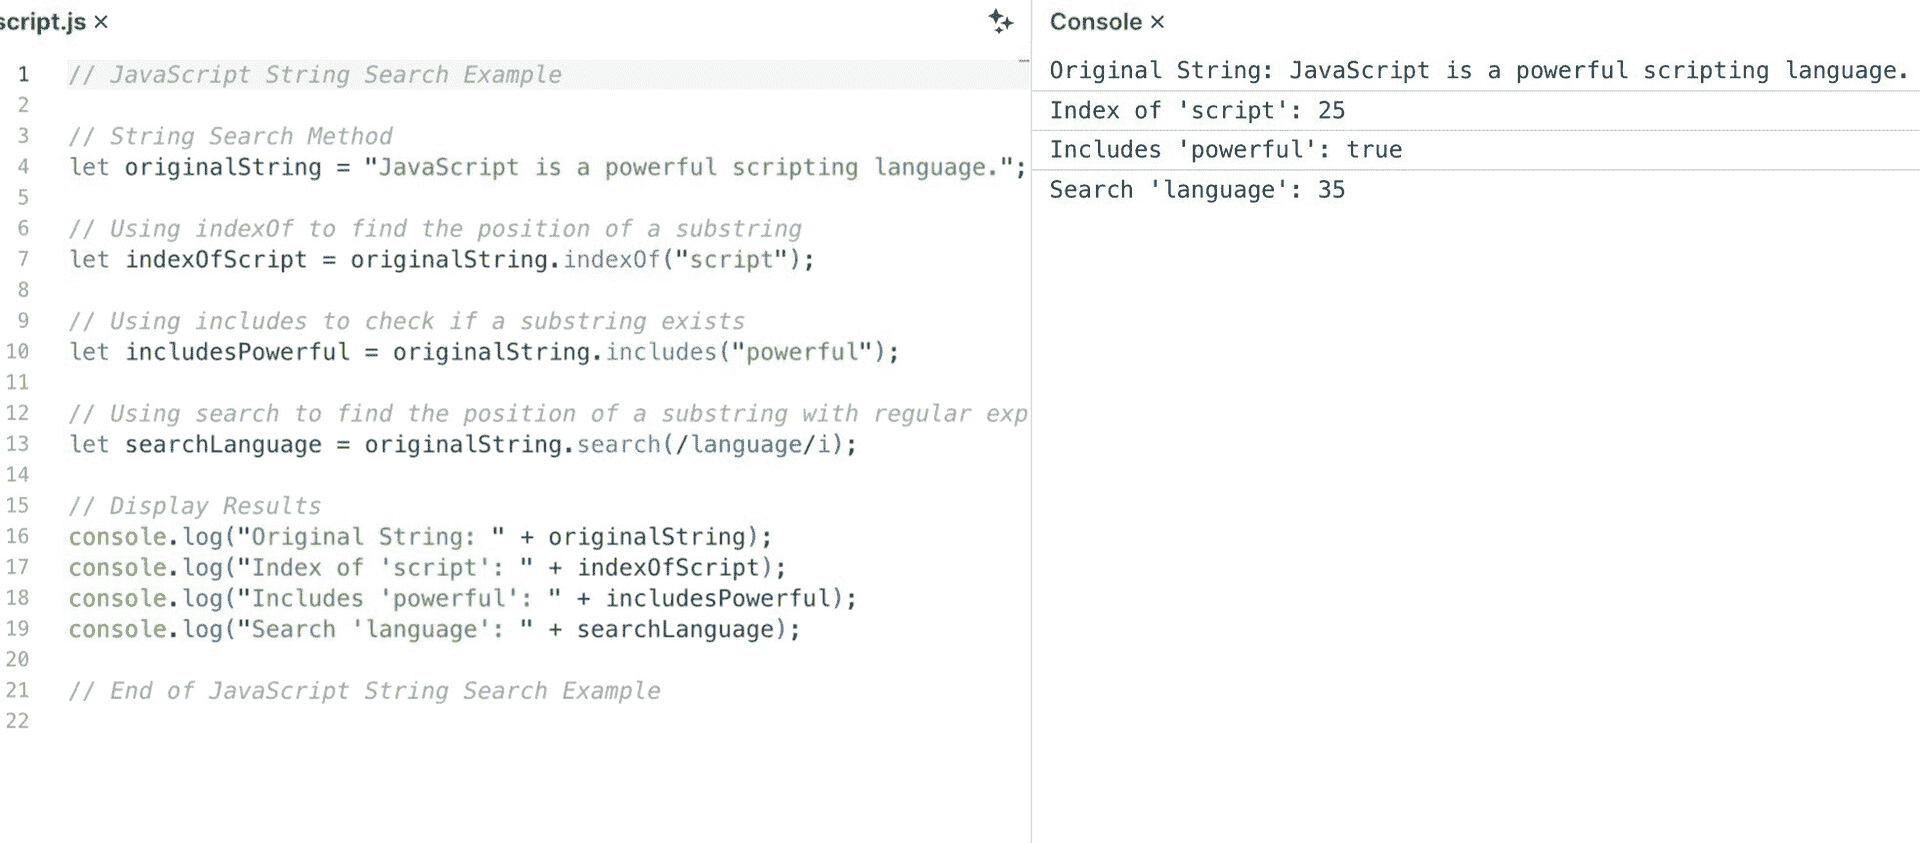 script.js ×
1 // JavaScript String Search Example
2
3 // String Search Method
4 let originalString = "JavaScript is a powerful scripting language.";
5
6 // Using indexOf to find the position of a substring
7 let indexOfScript = originalString.indexOf("script");
8
9 // Using includes to check if a substring exists
10 let includesPowerful = originalString.includes("powerful");
11
12 // Using search to find the position of a substring with regular exp
13 let searchLanguage = originalString.search(/language/i);
14
15 // Display Results
16 console.log("Original String: " + originalString);
17 console.log("Index of 'script': " + indexOfScript);
18 console.log("Includes 'powerful': " + includesPowerful);
19 console.log("Search 'language': " + searchLanguage);
20
21 // End of JavaScript String Search Example
22
Console ×
Original String: JavaScript is a powerful scripting language.
Index of 'script': 25
Includes 'powerful': true
Search 'language': 35